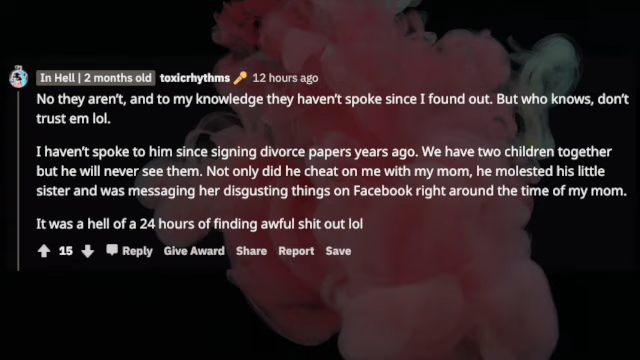 In Hell | 2 months old toxicrhythms 🎤 12 hours ago
No they aren't, and to my knowledge they haven't spoke since I found out. But who knows, don't
trust em lol.
I haven't spoken to him since signing divorce papers years ago. We have two children together
but he will never see them. Not only did he cheat on me with my mom, he molested his little
sister and was messaging her disgusting things on Facebook right around the time of my mom.
It was a hell of a 24 hours of finding awful shit out lol
15 Reply Give Award Share Report Save